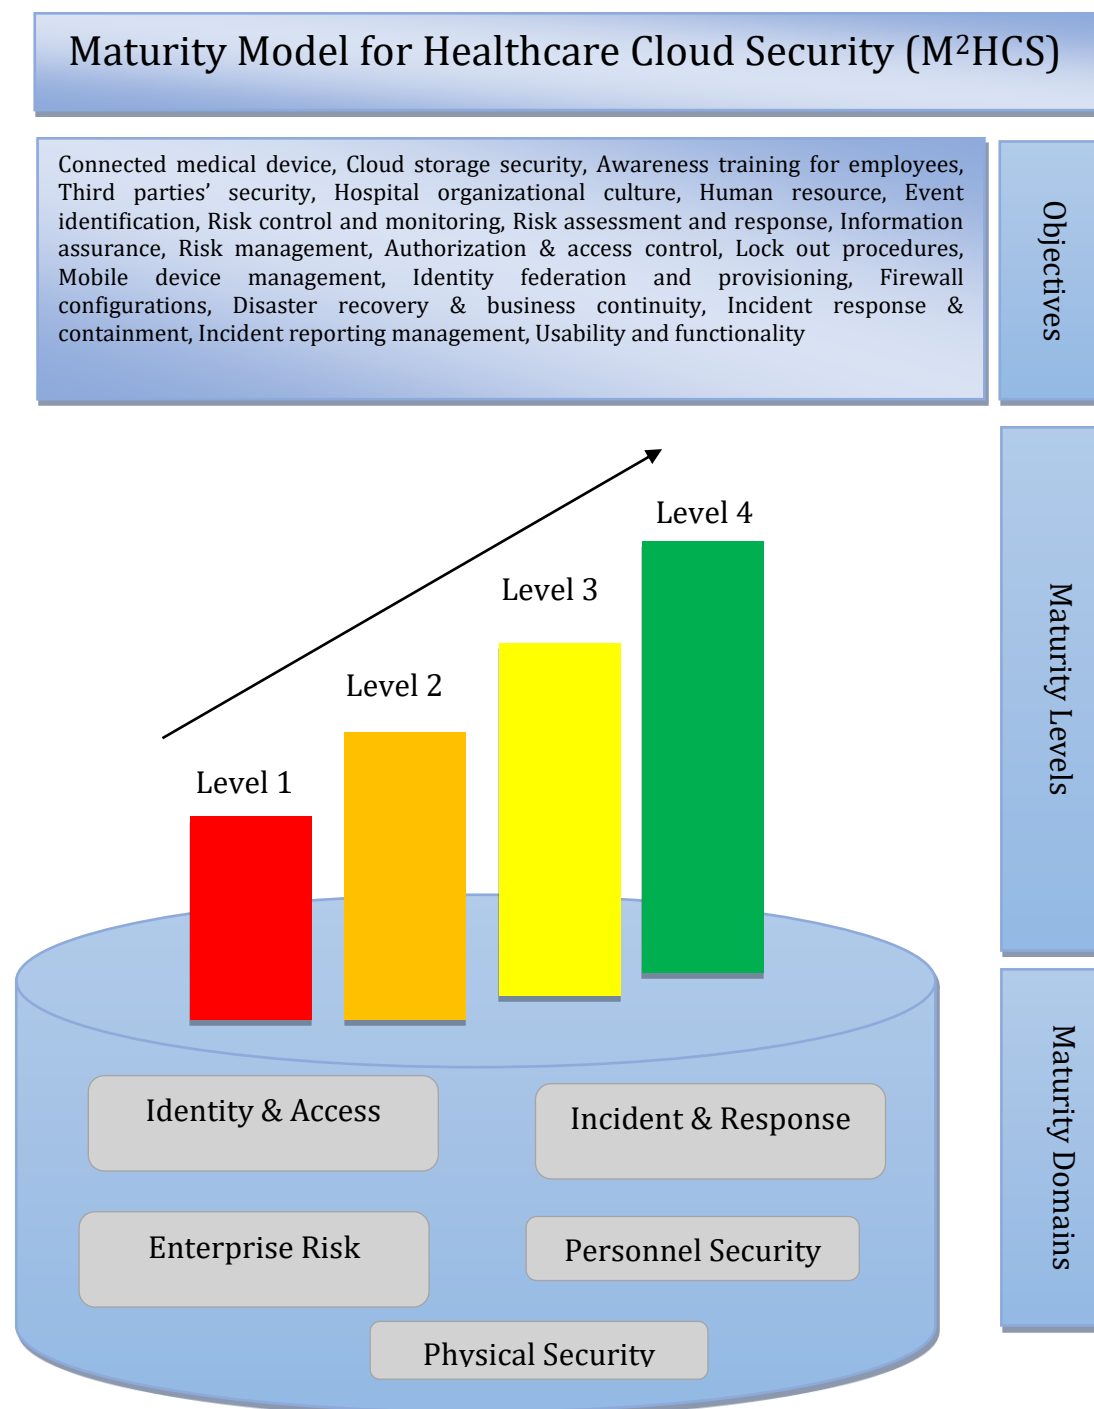 Maturity Model for Healthcare Cloud Security (M²HCS)
Connected medical device, Cloud storage security, Awareness training for employees,
Third parties’ security, Hospital organizational culture, Human resource, Event
identification, Risk control and monitoring, Risk assessment and response, Information
assurance, Risk management, Authorization & access control, Lock out procedures,
Mobile device management, Identity federation and provisioning, Firewall
configurations, Disaster recovery & business continuity, Incident response &
containment, Incident reporting management, Usability and functionality
Objectives
Level 4
Level 3
Level 2
Level 1
Maturity Levels
Identity & Access
Incident & Response
Enterprise Risk
Personnel Security
Physical Security
Maturity Domains